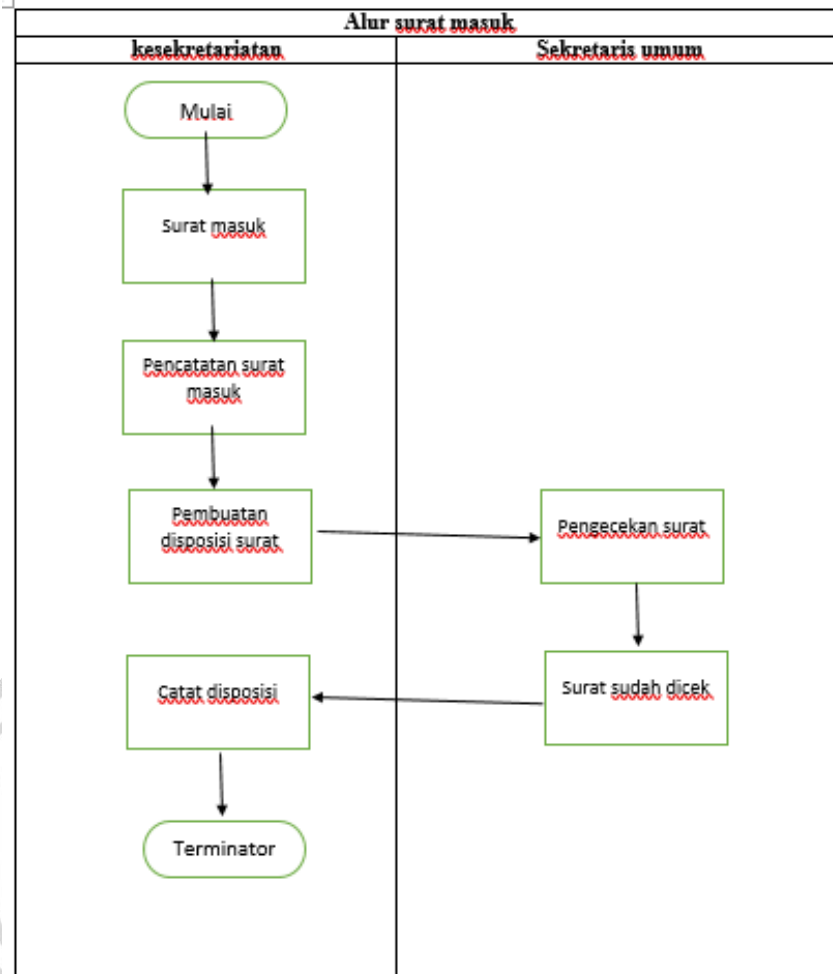 Alur surat masuk
kesekretariatan
Sekretaris umum
Mulai
Surat masuk
Pencatatan surat
masuk
Pembuatan
disposisi surat
Pengecekan surat
Surat sudah dicek
Catat disposisi
Terminator